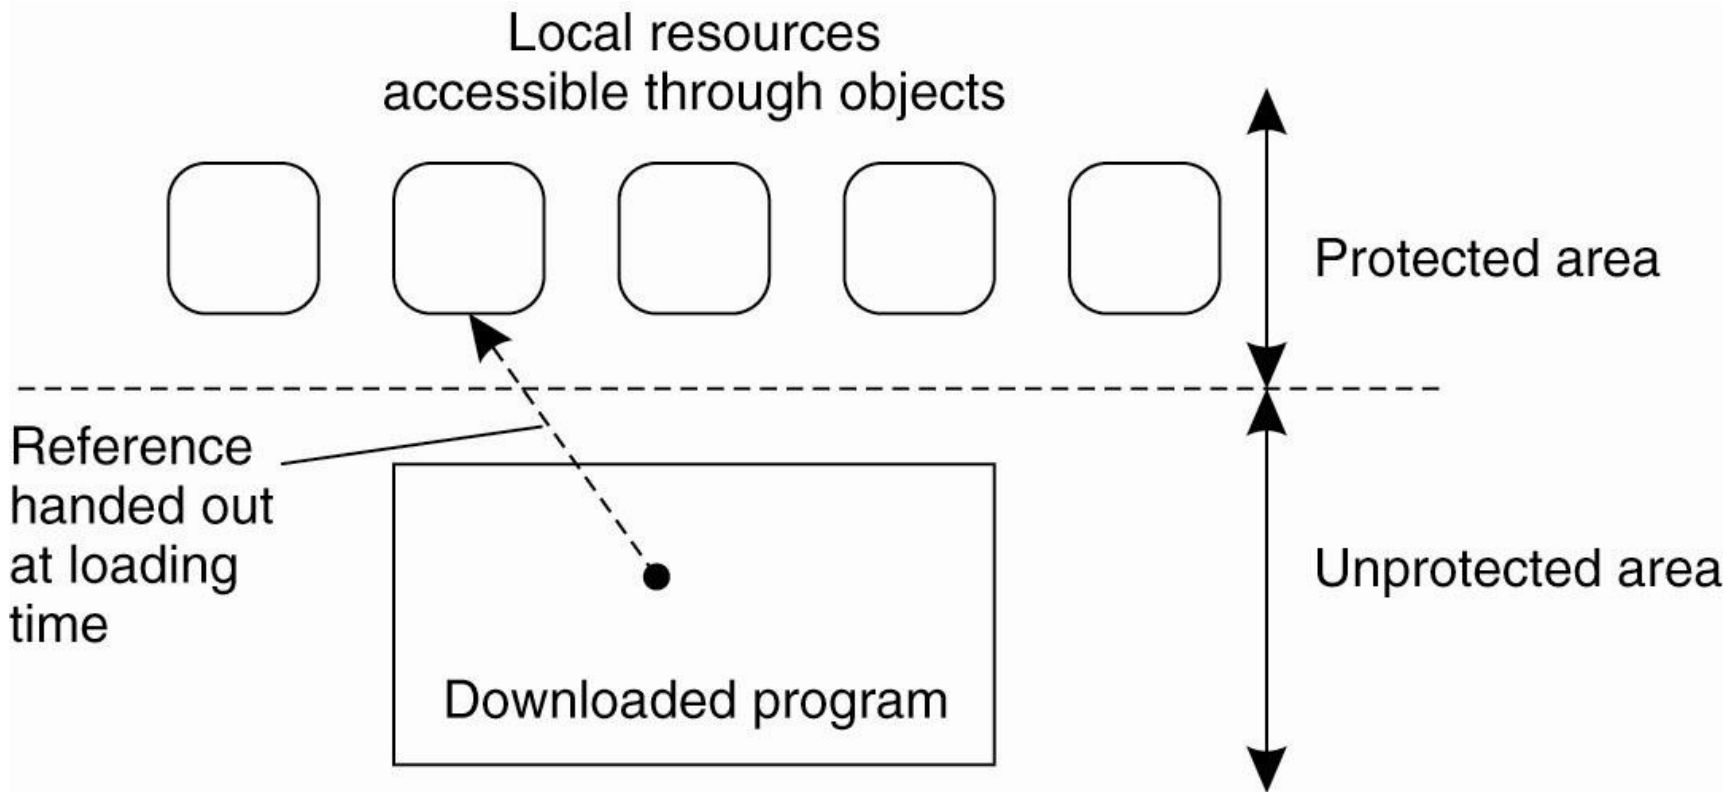 Local resources
accessible through objects
Protected area
Reference
handed out
at loading
time
Unprotected area
Downloaded program